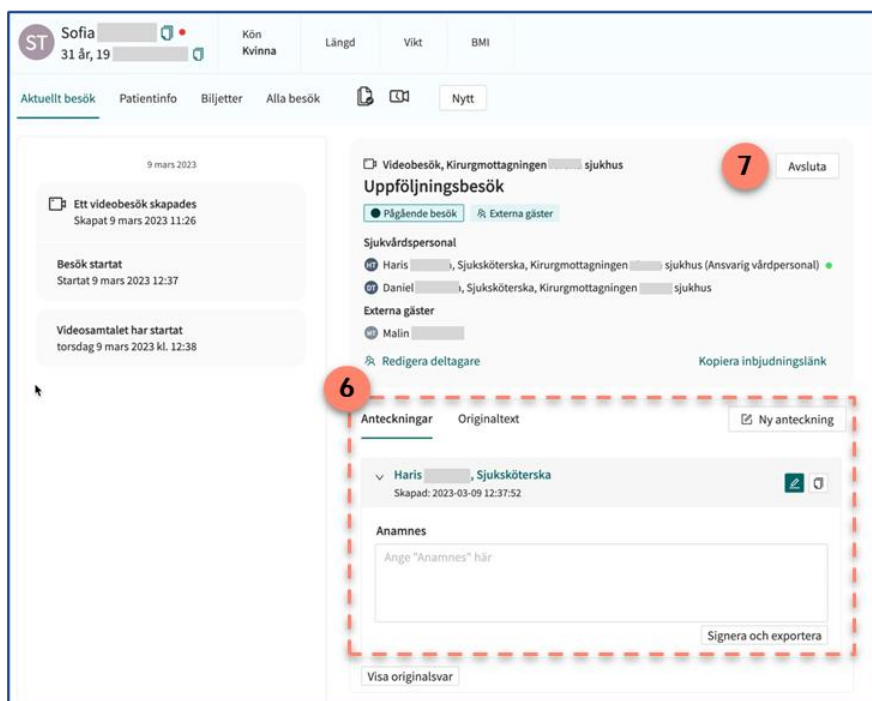 ST
Sofia
31 år, 19
Kön
Kvinna
Längd
Vikt
BMI
Aktuellt besök
Patientinfo
Biljetter
Alla besök
Nytt
9 mars 2023
Ett videobesök skapades
Skapat 9 mars 2023 11:26
Besök startat
Startat 9 mars 2023 12:37
Videosamtalet har startat
torsdag 9 mars 2023 kl. 12:38
Videobesök, Kirurgmottagningen sjukhus
7
Avsluta
Uppföljningsbesök
Pågående besök
Externa gäster
Sjukvårdspersonal
HT Haris , Sjuksköterska, Kirurgmottagningen sjukhus (Ansvarig vårdpersonal)
DT Daniel , Sjuksköterska, Kirurgmottagningen sjukhus
Externa gäster
MT Malin
Redigera deltagare
Kopiera inbjudningslänk
6
Anteckningar
Originaltext
Ny anteckning
Haris , Sjuksköterska
Skapad: 2023-03-09 12:37:52
Anamnes
Ange "Anamnes" här
Signera och exportera
Visa originalsvar